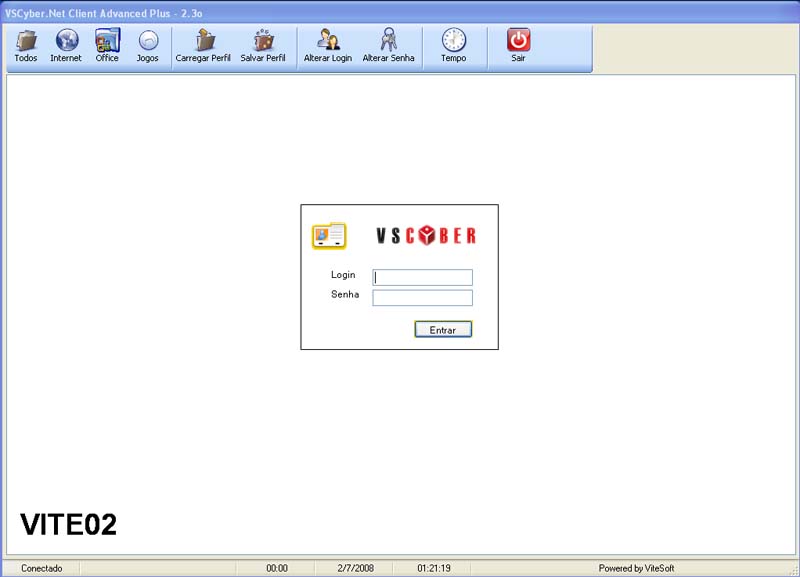 VSCyber.Net Client Advanced Plus - 2.3o
Todos Internet Office Jogos Carregar Perfil Salvar Perfil Alterar Login Alterar Senha Tempo Sair
VSCYBER
Login
Senha
Entrar
VITE02
Conectado 00:00 2/7/2008 01:21:19 Powered by ViteSoft